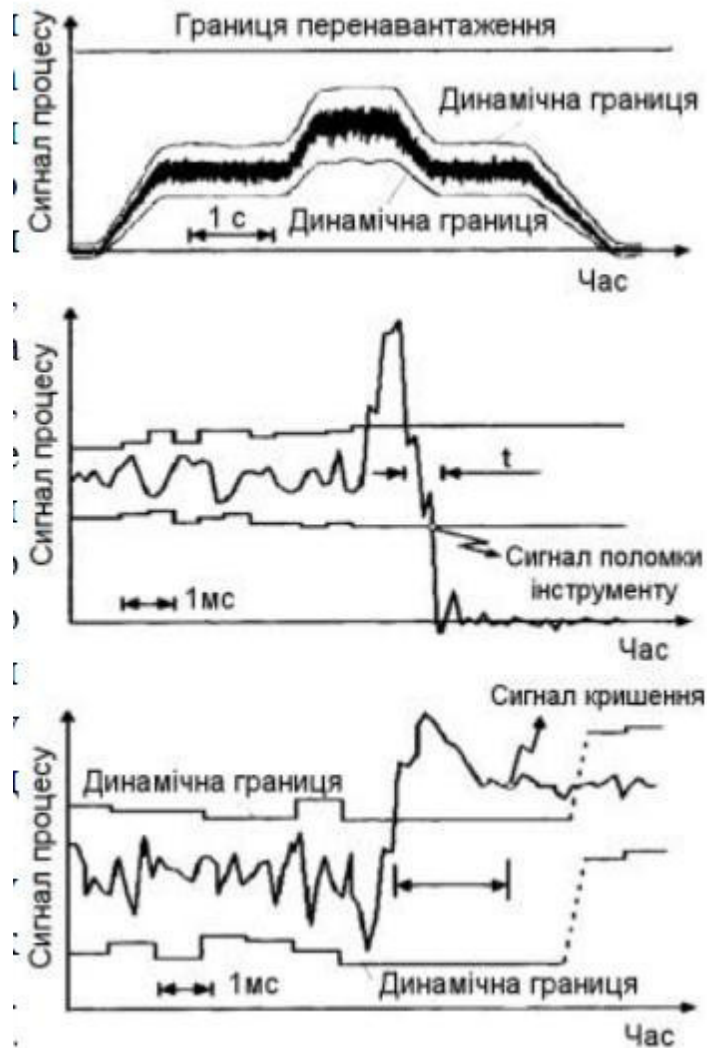 Границя перенавантаження
Динамічна границя
Динамічна границя
1 с
Сигнал процесу
Час
Сигнал процесу
t
Сигнал поломки
інструменту
1мс
Час
Сигнал кришення
Динамічна границя
Сигнал процесу
1мс
Динамічна границя
Час